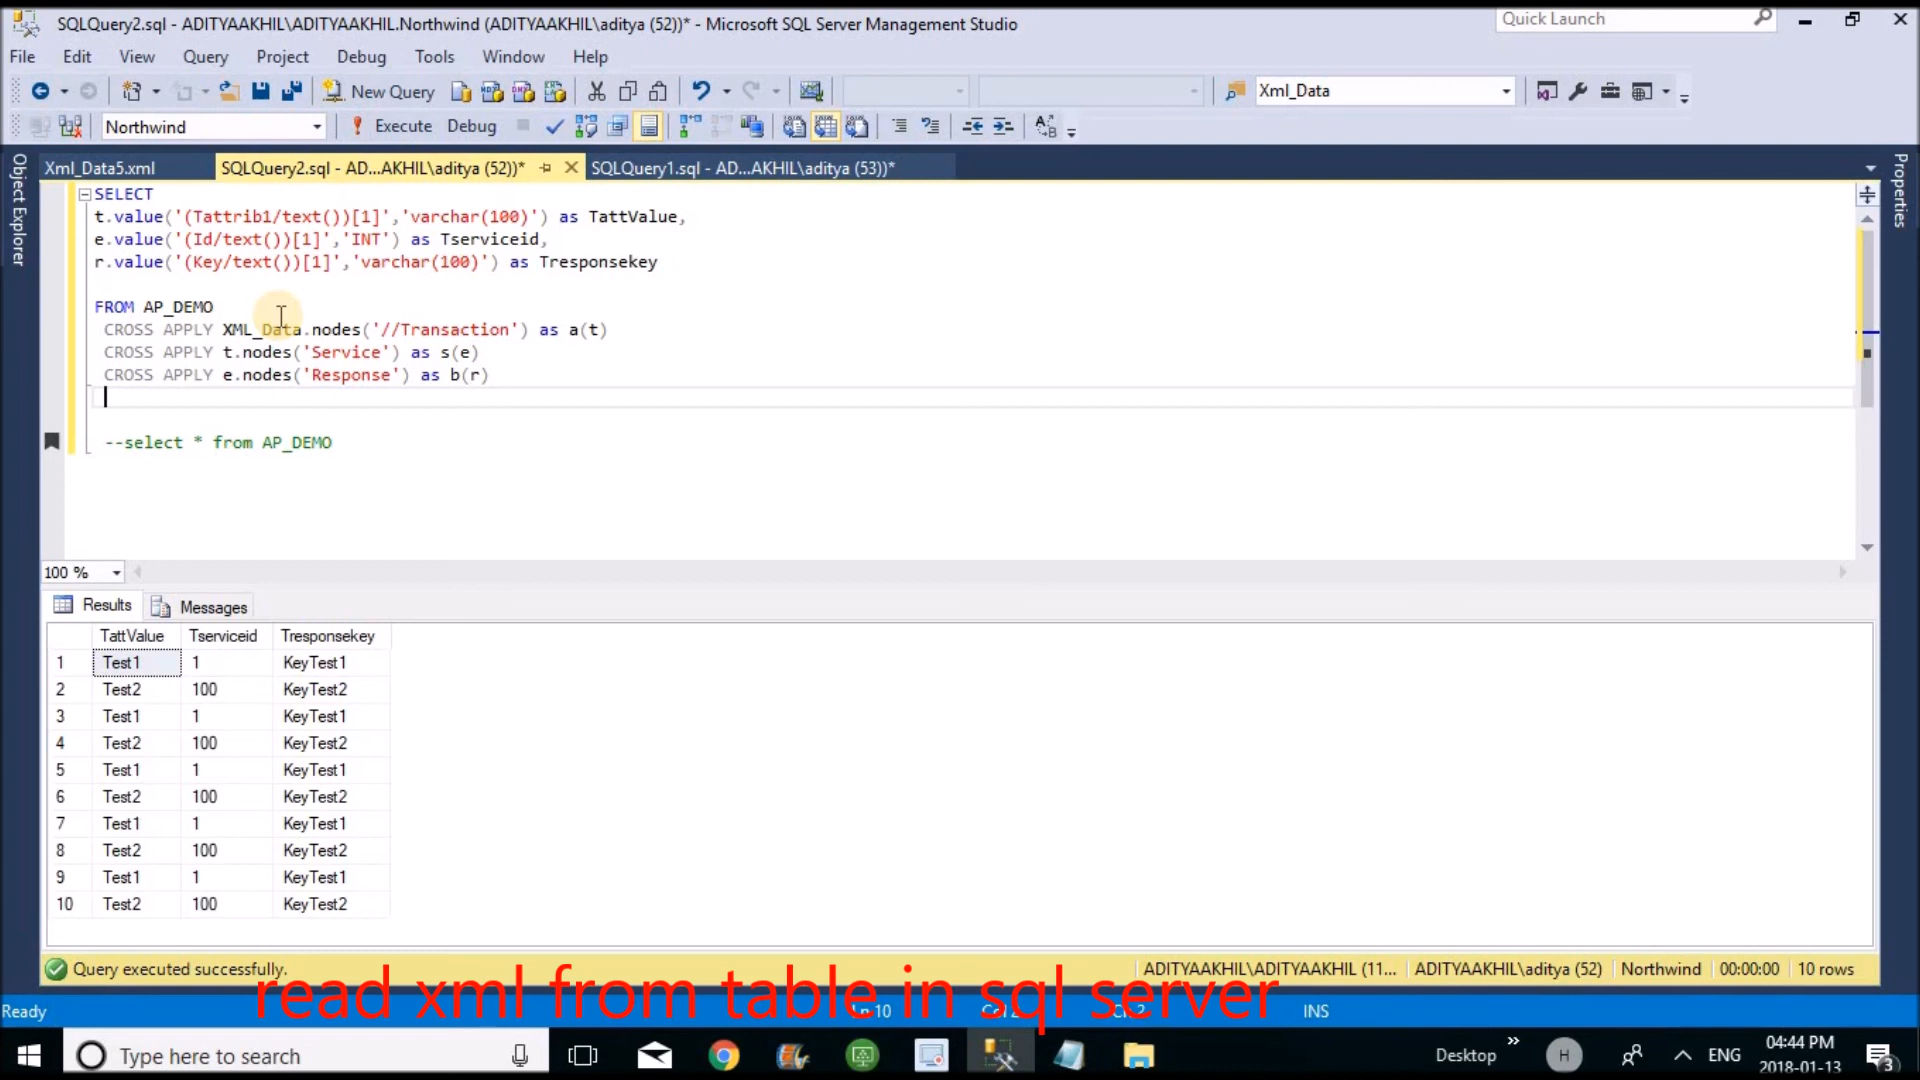 SQLQuery2.sql - ADITYAAKHIL\ADITYAAKHIL.Northwind (ADITYAAKHIL\aditya (52))* - Microsoft SQL Server Management Studio
Quick Launch
File Edit View Query Project Debug Tools Window Help
New Query
Xml_Data
Northwind
Execute
Debug
Object Explorer
Properties
Xml_Data5.xml
SQLQuery2.sql - AD...AKHIL\aditya (52))*
SQLQuery1.sql - AD...AKHIL\aditya (53))*
SELECT
t.value('(Tattrib1/text())[1]','varchar(100)') as TattValue,
e.value('(Id/text())[1]','INT') as Tserviceid,
r.value('(Key/text())[1]','varchar(100)') as Tresponsekey
FROM AP_DEMO
CROSS APPLY XML_Data.nodes('//Transaction') as a(t)
CROSS APPLY t.nodes('Service') as s(e)
CROSS APPLY e.nodes('Response') as b(r)
--select * from AP_DEMO
100 %
Results
Messages
TattValue Tserviceid Tresponsekey
1 Test1 1 KeyTest1
2 Test2 100 KeyTest2
3 Test1 1 KeyTest1
4 Test2 100 KeyTest2
5 Test1 1 KeyTest1
6 Test2 100 KeyTest2
7 Test1 1 KeyTest1
8 Test2 100 KeyTest2
9 Test1 1 KeyTest1
10 Test2 100 KeyTest2
Query executed successfully.
ADITYAAKHIL\ADITYAAKHIL (11... ADITYAAKHIL\aditya (52) Northwind 00:00:00 10 rows
read xml from table in sql server
Ready
Ln 10
INS
Type here to search
Desktop
H
ENG
04:44 PM
2018-01-13
3